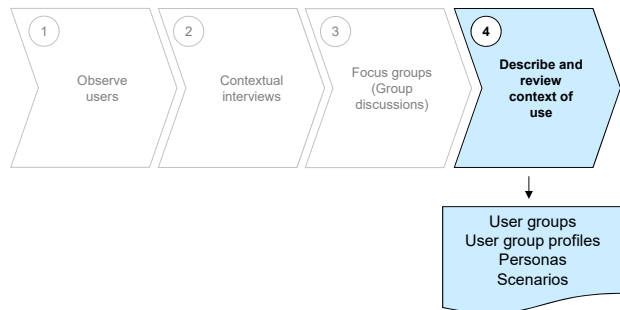 1
Observe
users
2
Contextual
interviews
3
Focus groups
(Group
discussions)
4
Describe and
review
context of
use
User groups
User group profiles
Personas
Scenarios